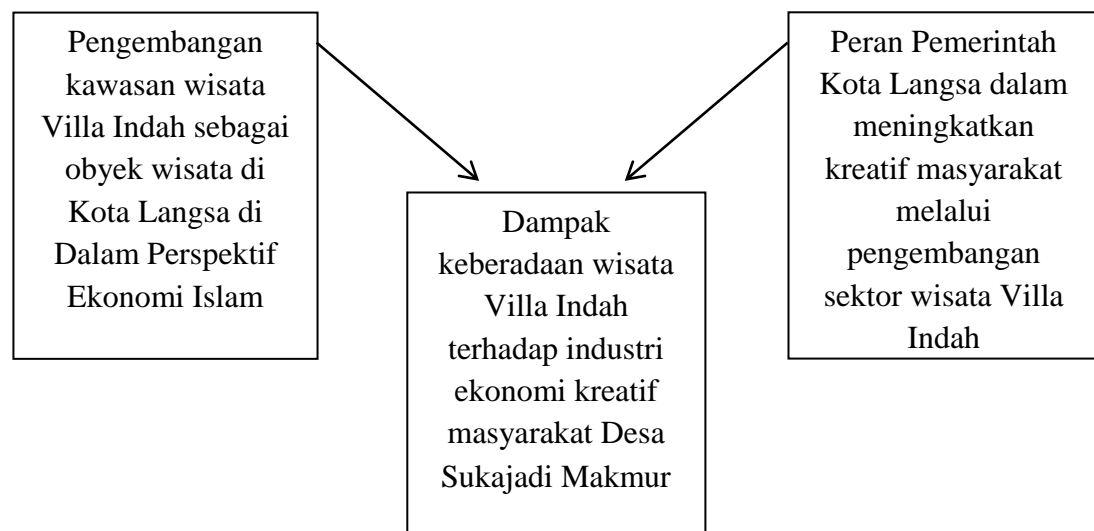 Pengembangan
kawasan wisata
Villa Indah sebagai
obyek wisata di
Kota Langsa di
Dalam Perspektif
Ekonomi Islam
Peran Pemerintah
Kota Langsa dalam
meningkatkan
kreatif masyarakat
melalui
pengembangan
sektor wisata Villa
Indah
Dampak
keberadaan wisata
Villa Indah
terhadap industri
ekonomi kreatif
masyarakat Desa
Sukajadi Makmur